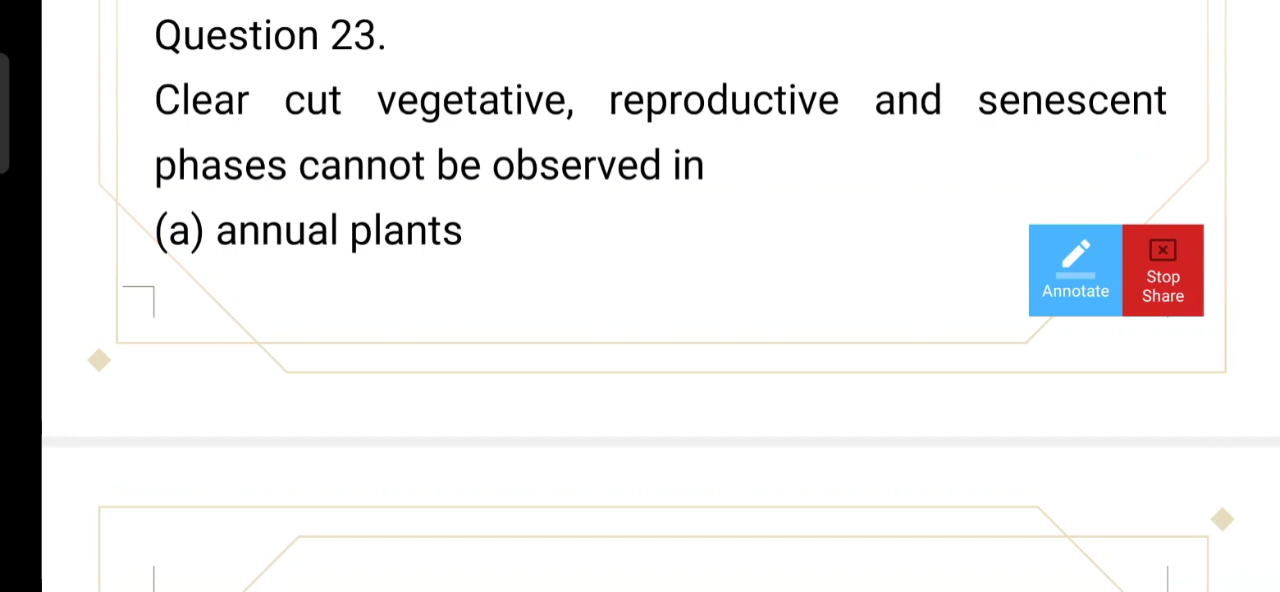 Question 23.
Clear cut vegetative, reproductive and senescent
phases cannot be observed in
(a) annual plants
Annotate
Stop
Share